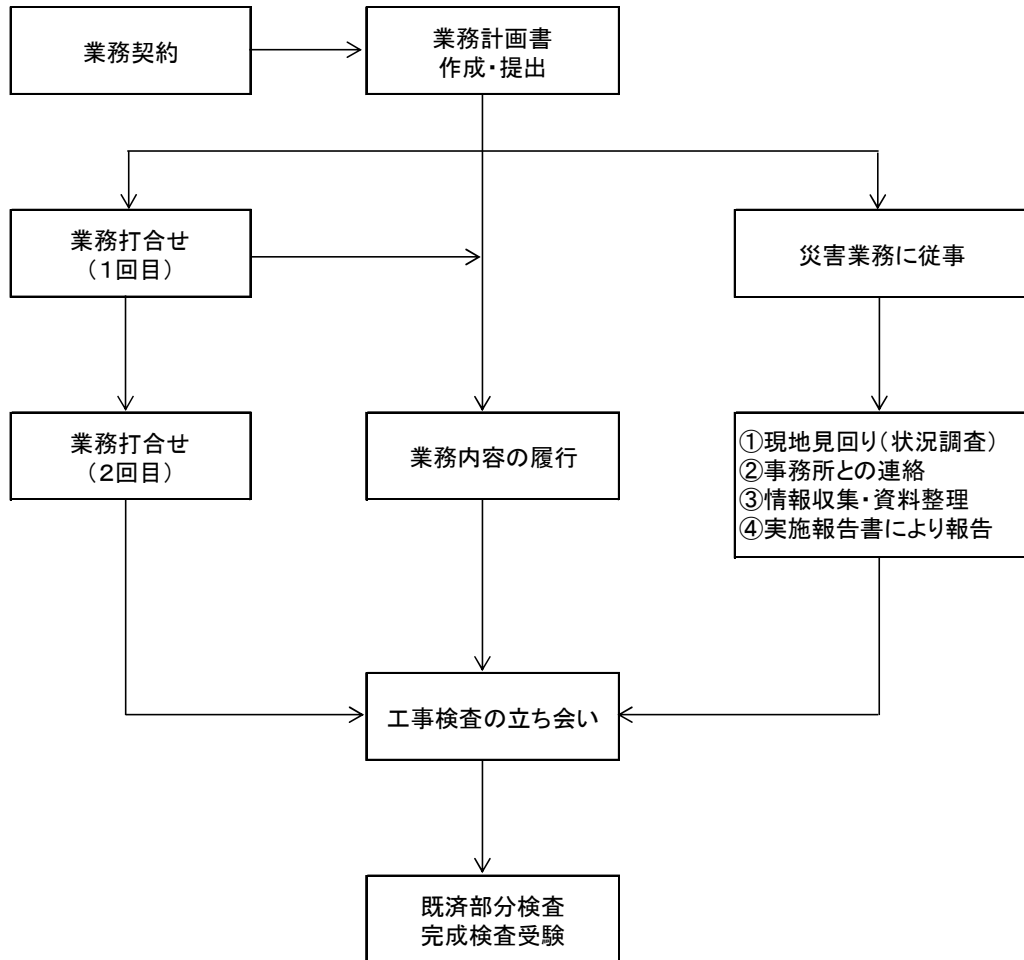 業務契約
業務計画書
作成・提出
業務打合せ
（１回目）
災害業務に従事
業務打合せ
（２回目）
業務内容の履行
①現地見回り（状況調査）
②事務所との連絡
③情報収集・資料整理
④実施報告書により報告
工事検査の立ち会い
既済部分検査
完成検査受験